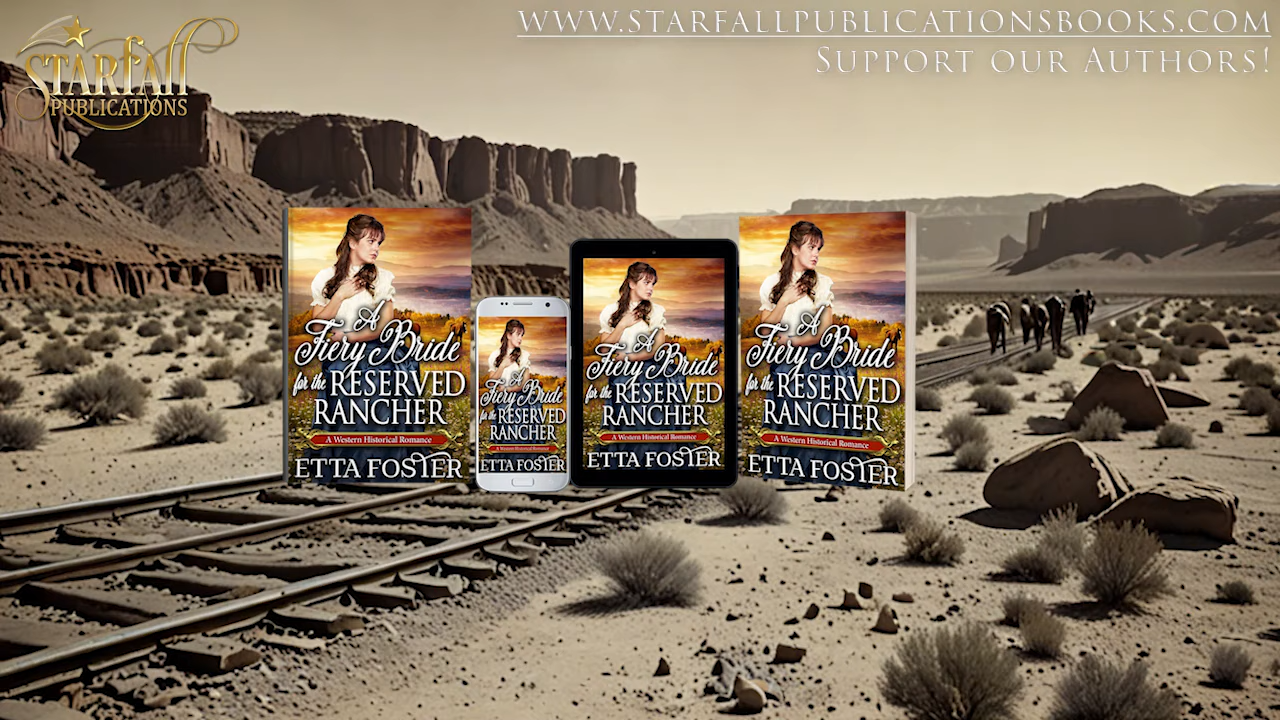 STARfall
PUBLICATIONS
WWW.STARFALLPUBLICATIONSBOOKS.COM
SUPPORT OUR AUTHORS!
A
Fiery Bride
for the RESERVED
RANCHER
A Western Historical Romance
ETTA FOSTER
A
Fiery Bride
for the RESERVED
RANCHER
A Western Historical Romance
ETTA FOSTER
A
Fiery Bride
for the RESERVED
RANCHER
A Western Historical Romance
ETTA FOSTER
A
Fiery Bride
for the RESERVED
RANCHER
A Western Historical Romance
ETTA FOSTER